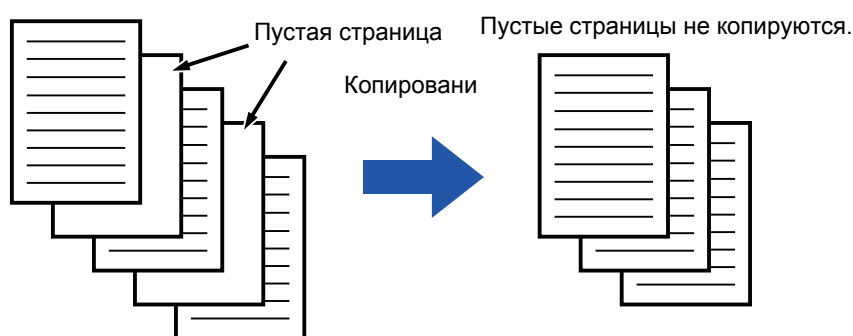 Пустая страница
Пустые страницы не копируются.
Копировани